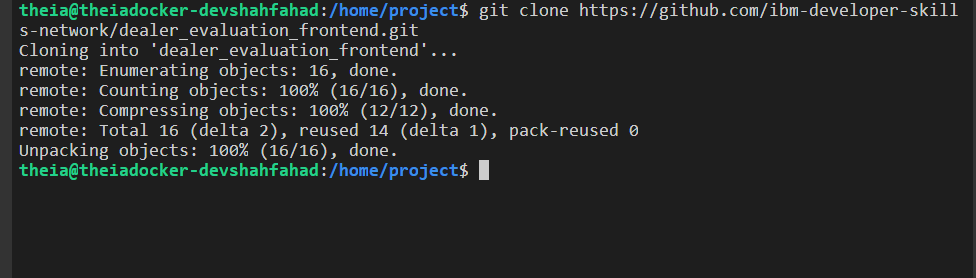 theia@theiadocker-devshahfahad:/home/project$ git clone https://github.com/ibm-developer-skill
s-network/dealer_evaluation_frontend.git
Cloning into 'dealer_evaluation_frontend'...
remote: Enumerating objects: 16, done.
remote: Counting objects: 100% (16/16), done.
remote: Compressing objects: 100% (12/12), done.
remote: Total 16 (delta 2), reused 14 (delta 1), pack-reused 0
Unpacking objects: 100% (16/16), done.
theia@theiadocker-devshahfahad:/home/project$